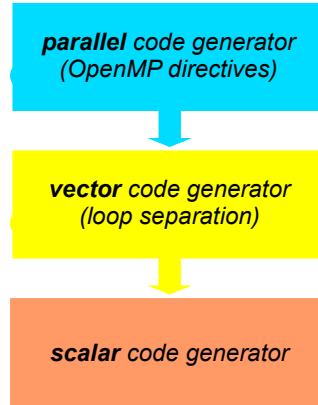 parallel code generator
(OpenMP directives)
vector code generator
(loop separation)
scalar code generator